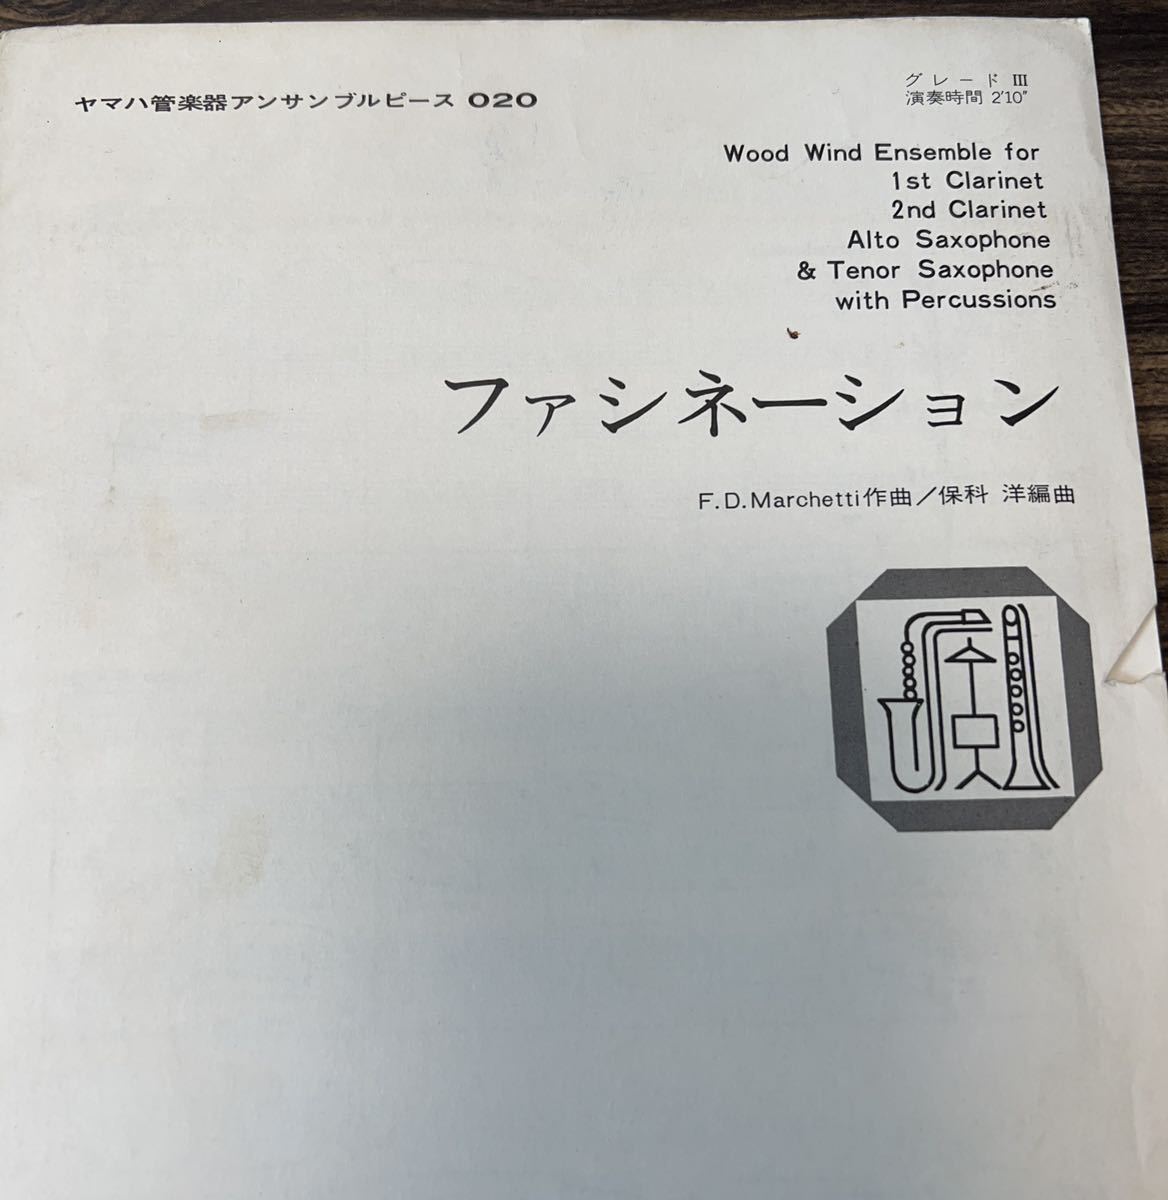 ヤマハ管楽器アンサンブルピース 020
グレードⅢ
演奏時間 2'10"
Wood Wind Ensemble for
1st Clarinet
2nd Clarinet
Alto Saxophone
& Tenor Saxophone
with Percussions
ファシネーション
F.D.Marchetti作曲／保科 洋編曲